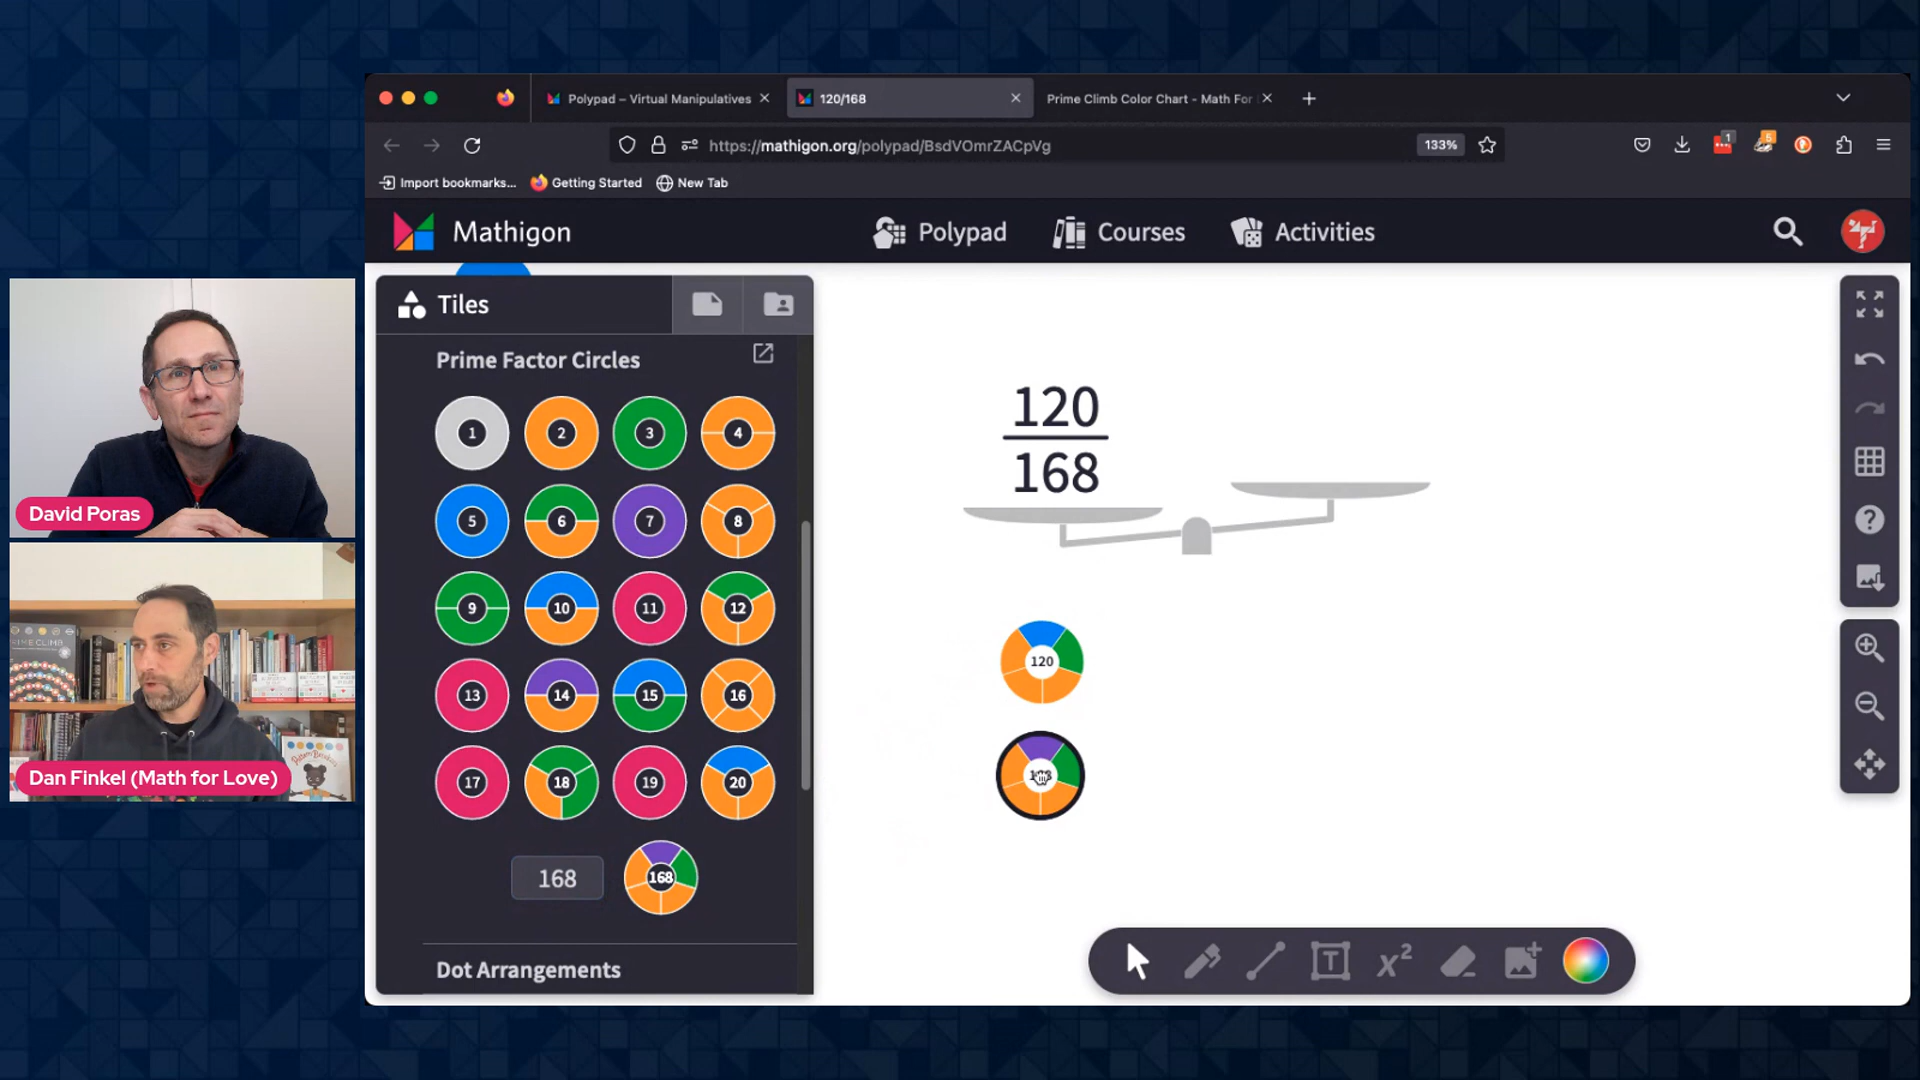 Polypad – Virtual Manipulatives
120/168
Prime Climb Color Chart - Math For
https://mathigon.org/polypad/BsdVOmrZACpVg
133%
1
5
Import bookmarks...
Getting Started
New Tab
Mathigon
Polypad
Courses
Activities
Tiles
Prime Factor Circles
1 2 3 4
5 6 7 8
9 10 11 12
13 14 15 16
17 18 19 20
168 168
Dot Arrangements
120
168
120
David Poras
Dan Finkel (Math for Love)
T
x²